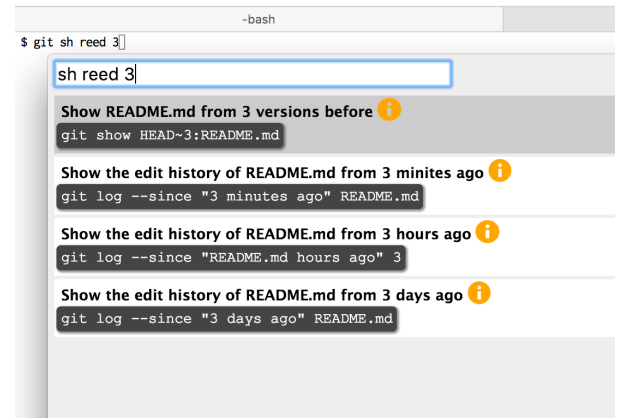 -bash
$ git sh reed 3
sh reed 3
Show README.md from 3 versions before i
git show HEAD~3:README.md
Show the edit history of README.md from 3 minites ago i
git log --since "3 minutes ago" README.md
Show the edit history of README.md from 3 hours ago i
git log --since "README.md hours ago" 3
Show the edit history of README.md from 3 days ago i
git log --since "3 days ago" README.md